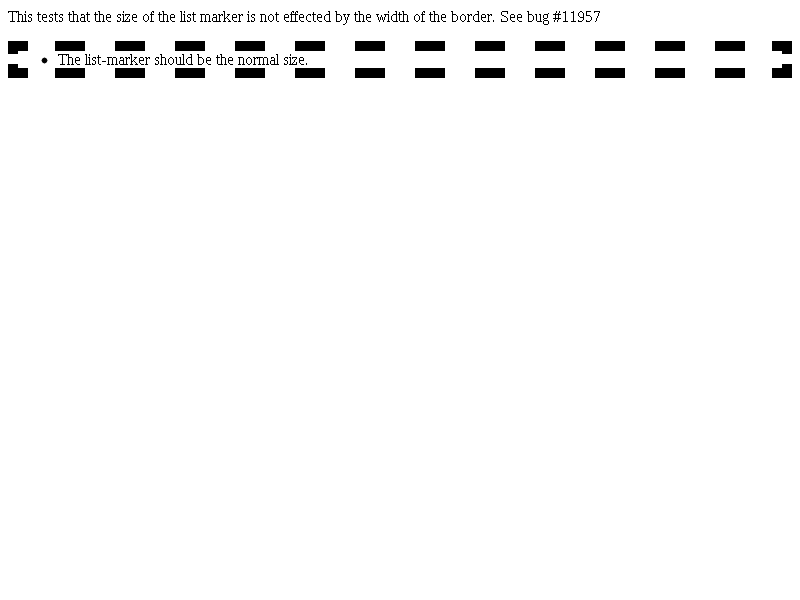 This tests that the size of the list marker is not effected by the width of the border. See bug #11957
• The list-marker should be the normal size.